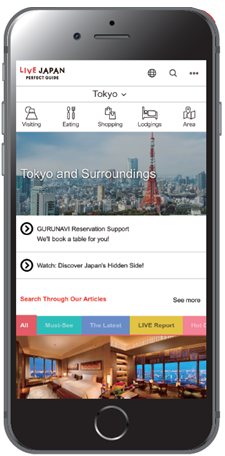 LIVE JAPAN
PERFECT GUIDE
Tokyo
Visiting
Eating
Shopping
Lodgings
Area
Tokyo and Surroundings
GURUNAVI Reservation Support
We'll book a table for you!
Watch: Discover Japan's Hidden Side!
Search Through Our Articles
See more
All
Must-See
The Latest
LIVE Report
Hot